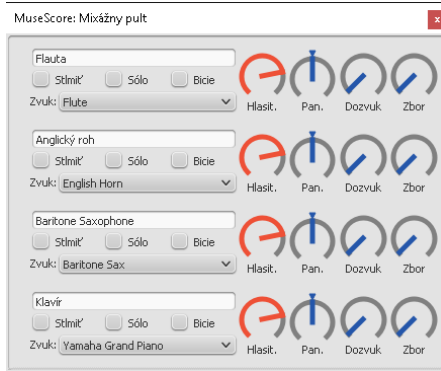 MuseScore: Mixážny pult
Flauta
Stlmiť Sólo Bicie
Zvuk: Flute
Hlasit. Pan. Dozvuk Zbor
Anglický roh
Stlmiť Sólo Bicie
Zvuk: English Horn
Hlasit. Pan. Dozvuk Zbor
Baritone Saxophone
Stlmiť Sólo Bicie
Zvuk: Baritone Sax
Hlasit. Pan. Dozvuk Zbor
Klavír
Stlmiť Sólo Bicie
Zvuk: Yamaha Grand Piano
Hlasit. Pan. Dozvuk Zbor